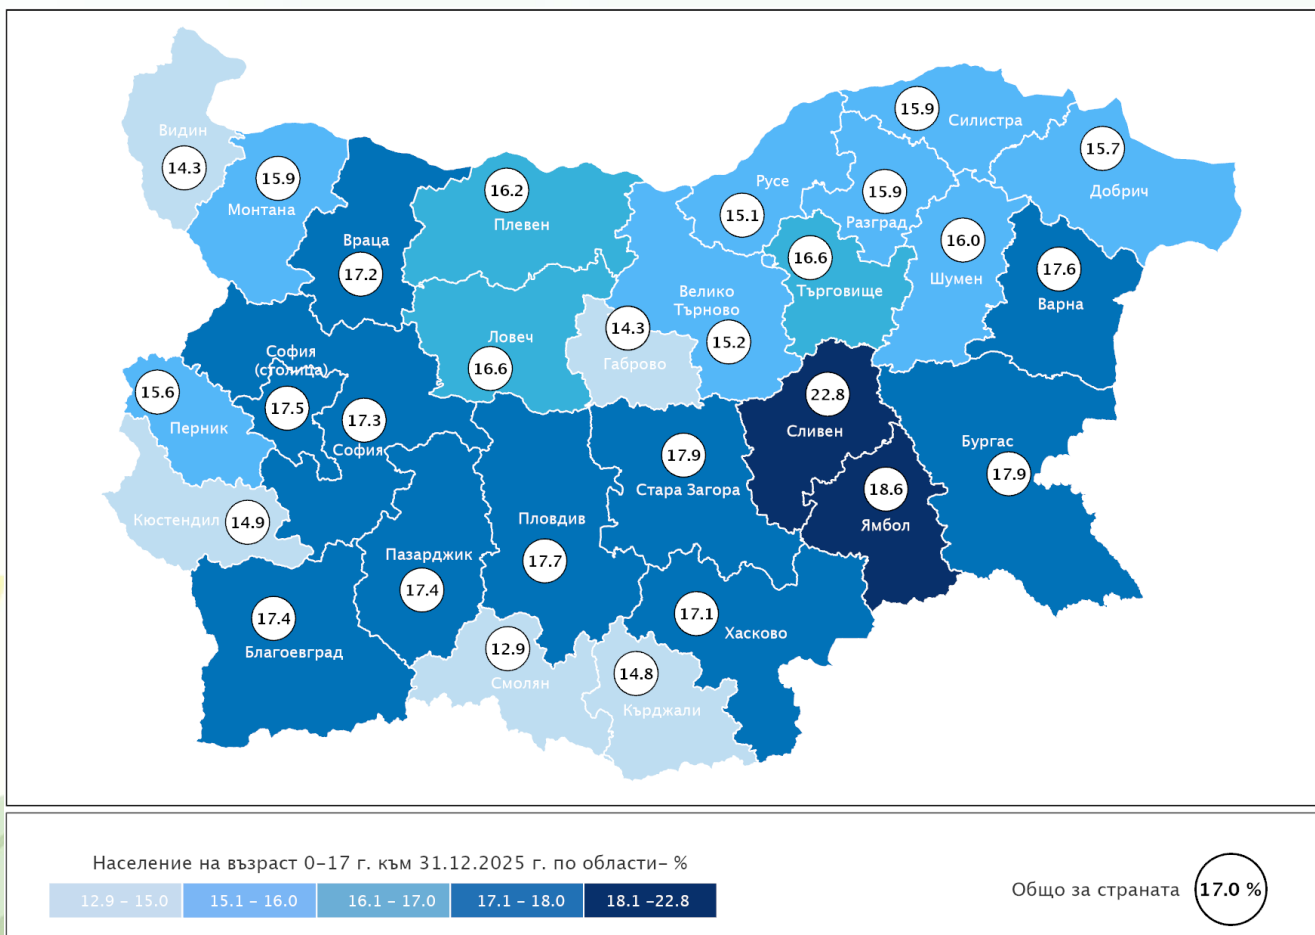 15.9
Силистра
Видин
14.3
15.7
Добрич
15.9
Монтана
16.2
Плевен
Русе
15.1
15.9
Разград
Враца
17.2
16.6
Търговище
16.0
Шумен
17.6
Варна
Велико
Търново
15.2
14.3
Габрово
Ловеч
16.6
София
(столица)
17.5
15.6
Перник
17.3
София
22.8
Сливен
Бургас
17.9
17.9
Стара Загора
18.6
Ямбол
Кюстендил
14.9
Пловдив
17.7
Пазарджик
17.4
17.4
Благоевград
17.1
Хасково
12.9
Смолян
14.8
Кърджали
Население на възраст 0–17 г. към 31.12.2025 г. по области– %
12.9 – 15.0
15.1 – 16.0
16.1 – 17.0
17.1 – 18.0
18.1 –22.8
Общо за страната
17.0 %